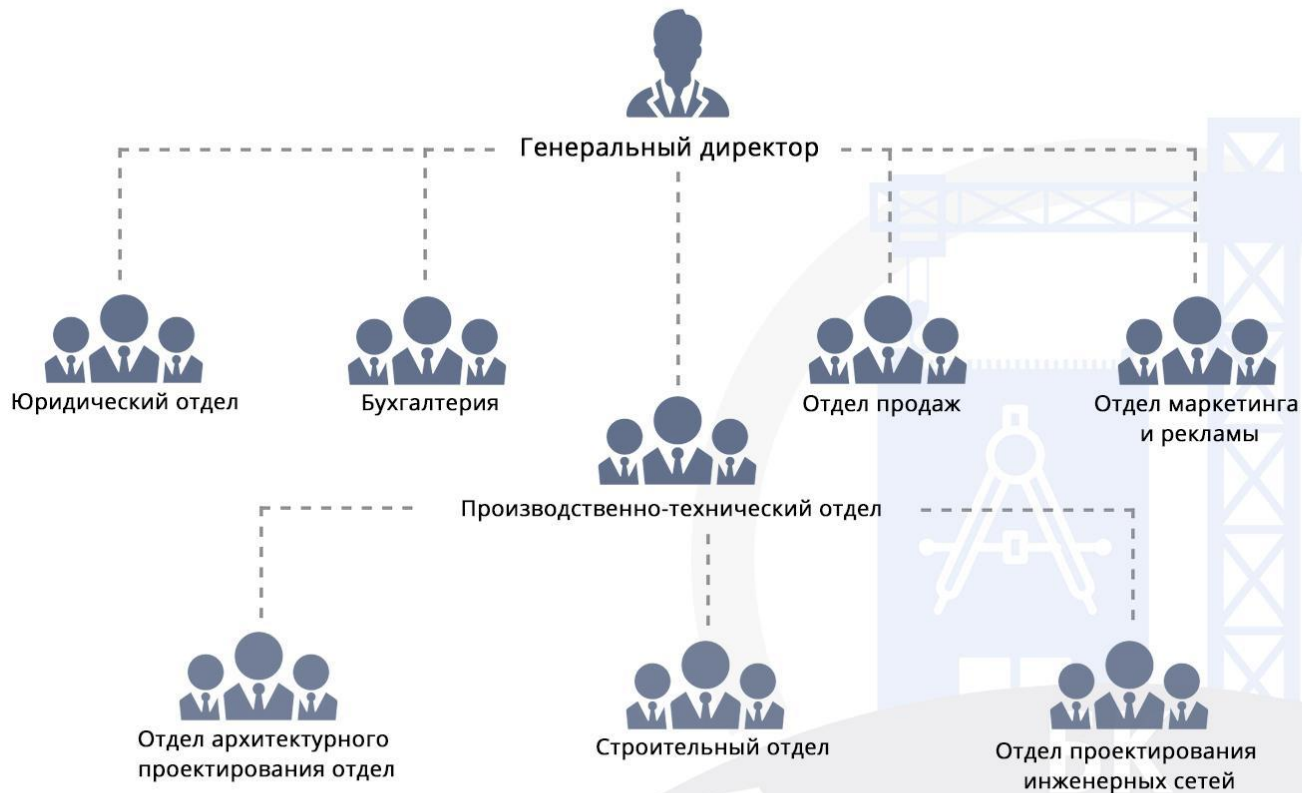 Генеральный директор
Юридический отдел
Бухгалтерия
Отдел продаж
Отдел маркетинга
и рекламы
Производственно-технический отдел
Отдел архитектурного
проектирования отдел
Строительный отдел
Отдел проектирования
инженерных сетей